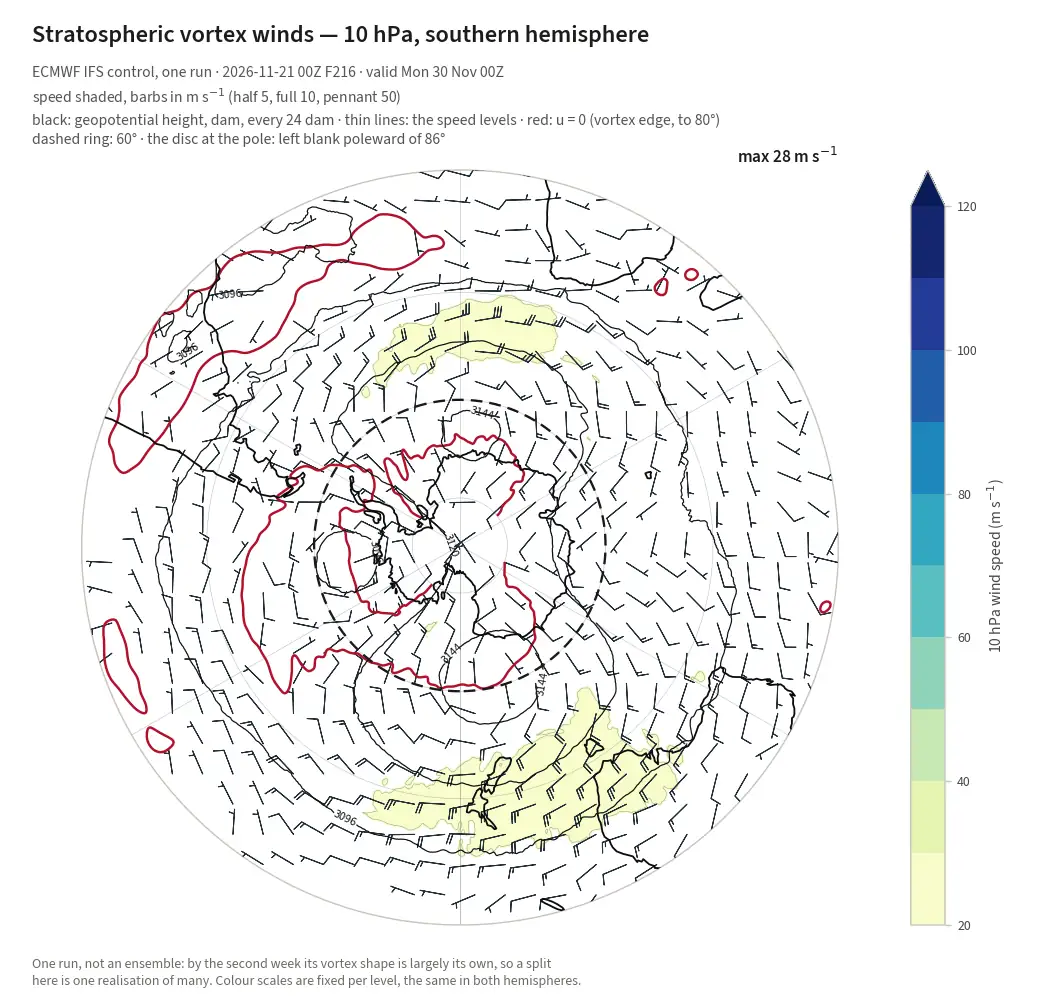 Stratospheric vortex winds — 10 hPa, southern hemisphere
ECMWF IFS control, one run · 2026-11-21 00Z F216 · valid Mon 30 Nov 00Z
speed shaded, barbs in m s⁻¹ (half 5, full 10, pennant 50)
black: geopotential height, dam, every 24 dam · thin lines: the speed levels · red: u = 0 (vortex edge, to 80°)
dashed ring: 60° · the disc at the pole: left blank poleward of 86°
max 28 m s⁻¹
120
100
80
60
40
20
10 hPa wind speed (m s⁻¹)
3096
3096
3144
3120
3144
3144
3096
One run, not an ensemble: by the second week its vortex shape is largely its own, so a split
here is one realisation of many. Colour scales are fixed per level, the same in both hemispheres.